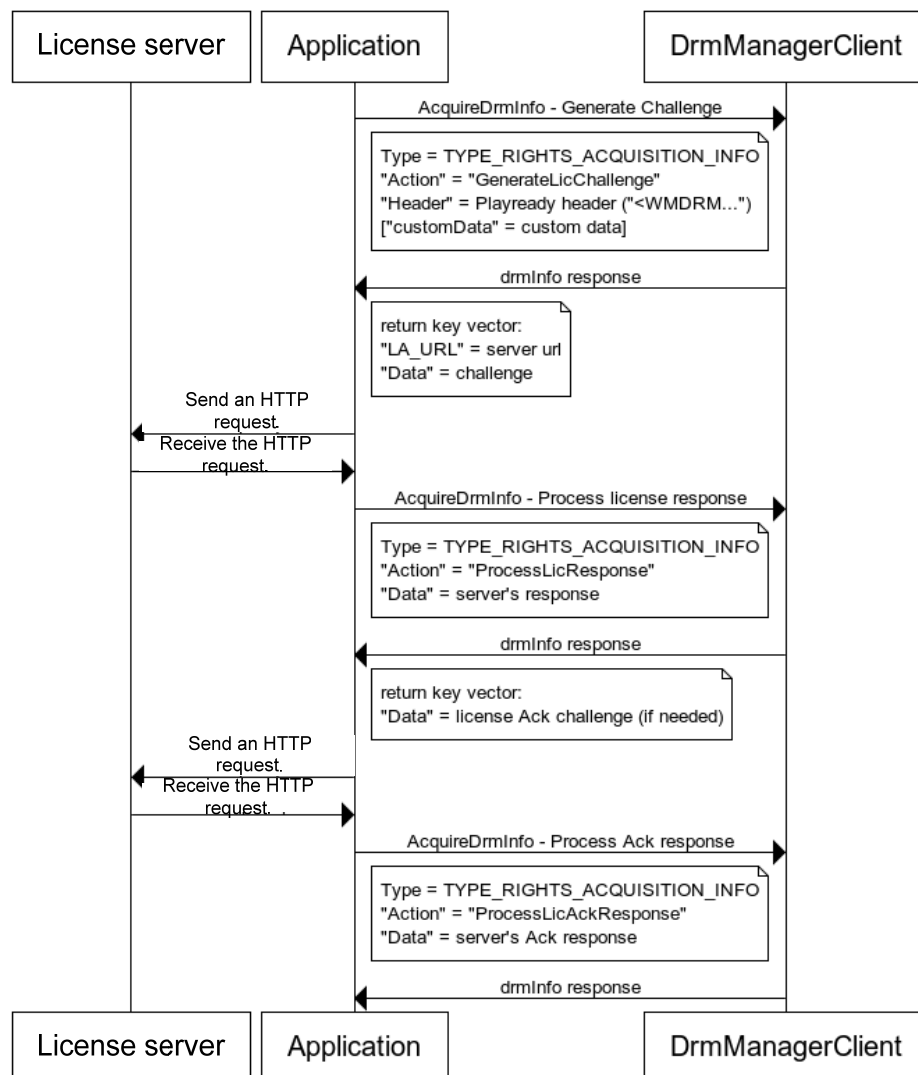 License server
Application
DrmManagerClient
AcquireDrmInfo - Generate Challenge
Type = TYPE_RIGHTS_ACQUISITION_INFO
"Action" = "GenerateLicChallenge"
"Header" = Playready header ("<WMDRM...")
["customData" = custom data]
drmInfo response
return key vector:
"LA_URL" = server url
"Data" = challenge
Send an HTTP
request.
Receive the HTTP
request.
AcquireDrmInfo - Process license response
Type = TYPE_RIGHTS_ACQUISITION_INFO
"Action" = "ProcessLicResponse"
"Data" = server's response
drmInfo response
return key vector:
"Data" = license Ack challenge (if needed)
Send an HTTP
request.
Receive the HTTP
request.
AcquireDrmInfo - Process Ack response
Type = TYPE_RIGHTS_ACQUISITION_INFO
"Action" = "ProcessLicAckResponse"
"Data" = server's Ack response
drmInfo response
License server
Application
DrmManagerClient